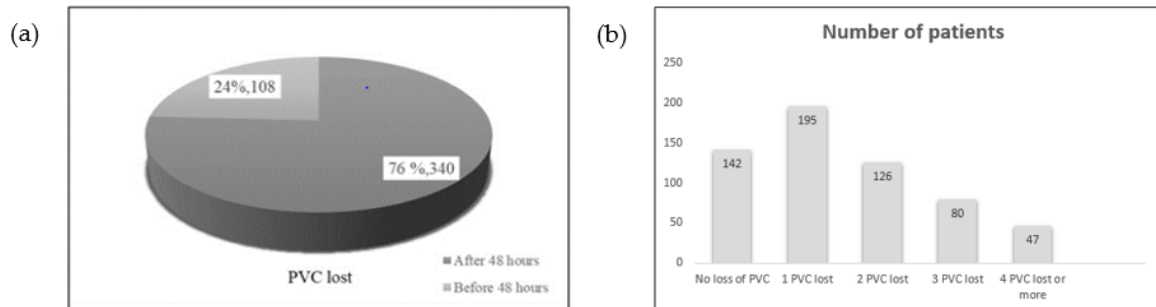 (a)
24%,108
76 %,340
PVC lost
After 48 hours
Before 48 hours
(b)
Number of patients
250
200
150
100
50
0
142
195
126
80
47
No loss of PVC
1 PVC lost
2 PVC lost
3 PVC lost
4 PVC lost or
more